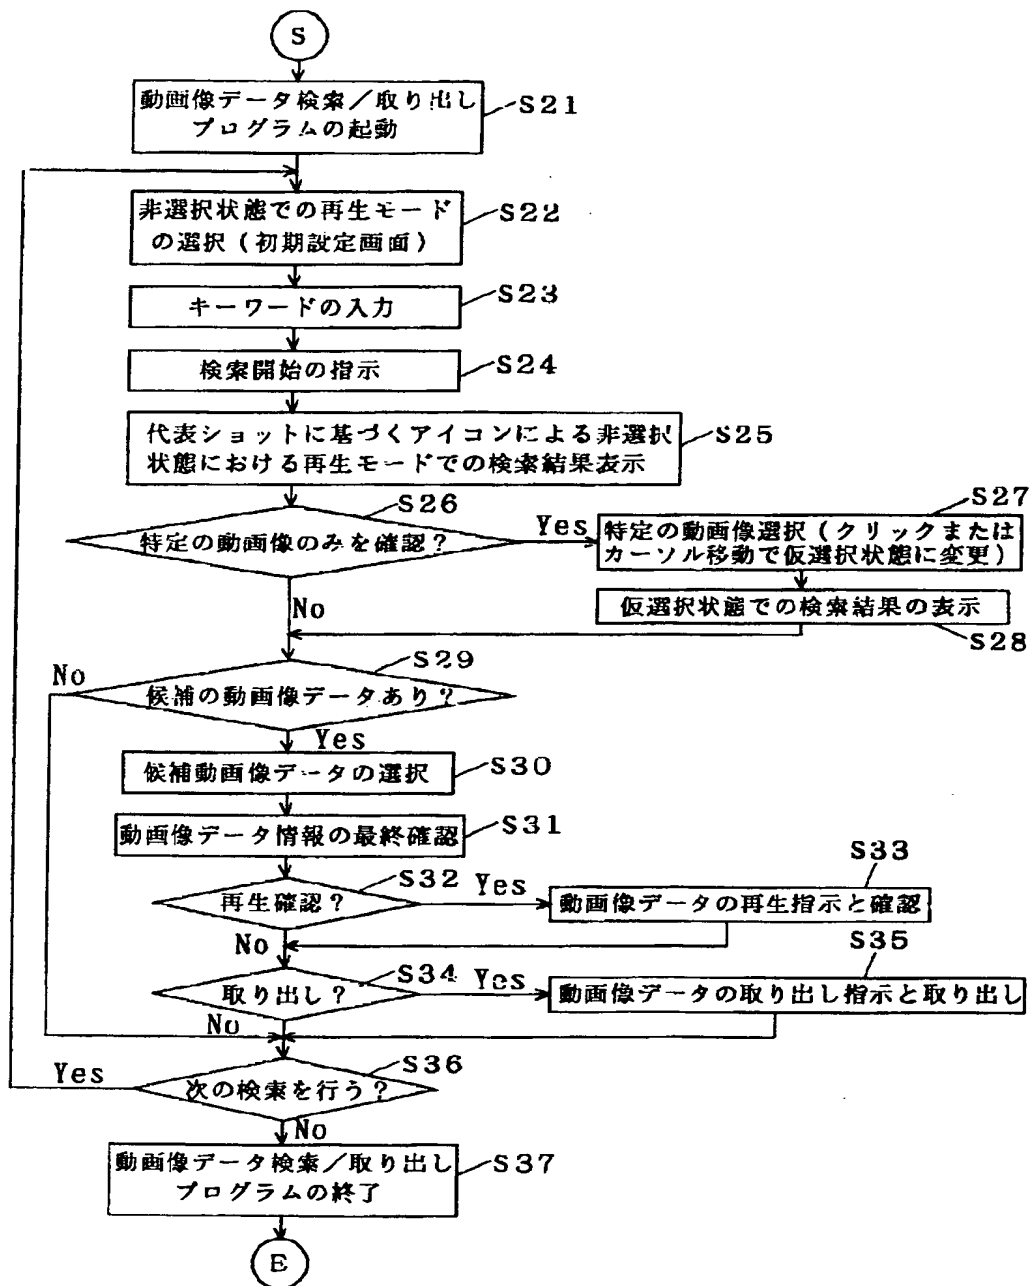 S
動画像データ検索／取り出し
プログラムの起動
S21
非選択状態での再生モード
の選択（初期設定画面）
S22
キーワードの入力
S23
検索開始の指示
S24
代表ショットに基づくアイコンによる非選択
状態における再生モードでの検索結果表示
S25
S26
特定の動画像のみを確認？
Yes
No
S27
特定の動画像選択（クリックまたは
カーソル移動で仮選択状態に変更）
仮選択状態での検索結果の表示
S28
S29
No
候補の動画像データあり？
Yes
候補動画像データの選択
S30
動画像データ情報の最終確認
S31
S32
再生確認？
Yes
No
S33
動画像データの再生指示と確認
S34
取り出し？
Yes
No
S35
動画像データの取り出し指示と取り出し
S36
Yes
次の検索を行う？
No
動画像データ検索／取り出し
プログラムの終了
S37
E